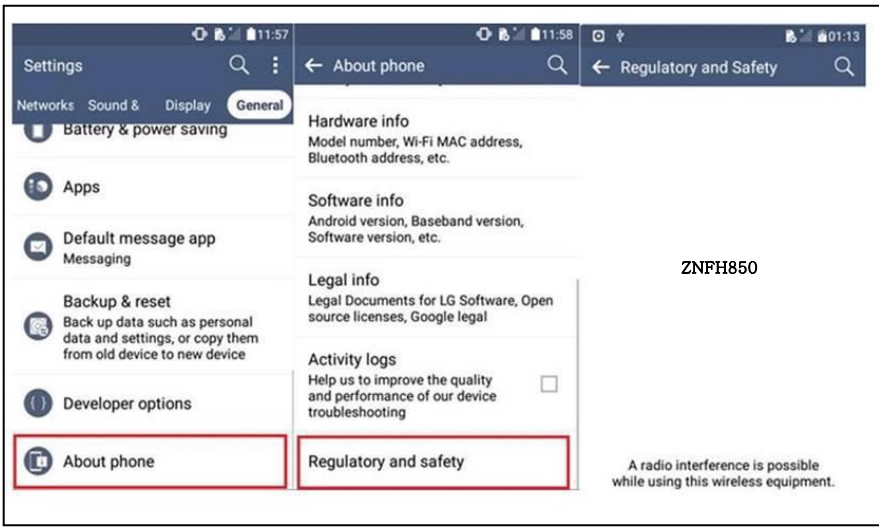 11:57
Settings
Networks Sound & Display General
Battery & power saving
Apps
Default message app
Messaging
Backup & reset
Back up data such as personal
data and settings, or copy them
from old device to new device
Developer options
About phone
11:58
About phone
Hardware info
Model number, Wi-Fi MAC address,
Bluetooth address, etc.
Software info
Android version, Baseband version,
Software version, etc.
Legal info
Legal Documents for LG Software, Open
source licenses, Google legal
Activity logs
Help us to improve the quality
and performance of our device
troubleshooting
Regulatory and safety
01:13
Regulatory and Safety
ZNFH850
A radio interference is possible
while using this wireless equipment.